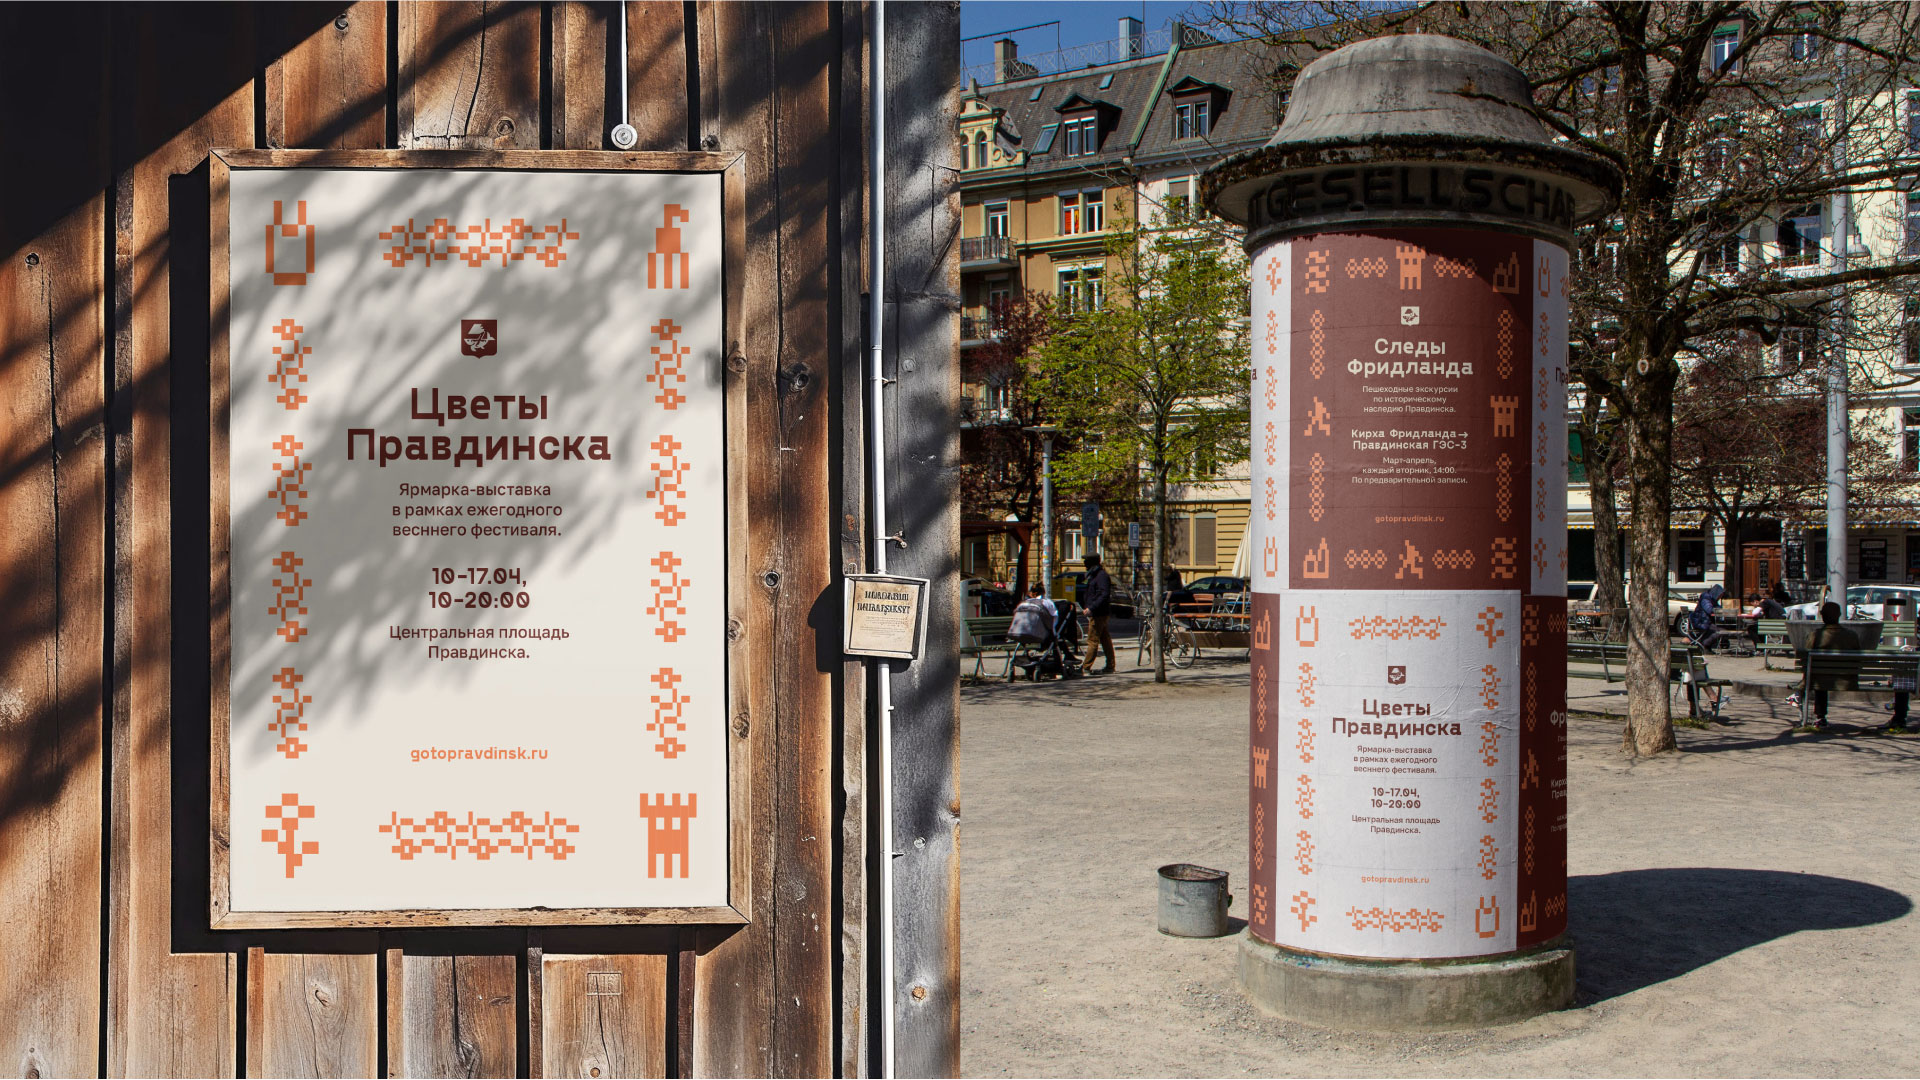 Цветы
Правдинска
Ярмарка-выставка
в рамках ежегодного
весннего фестиваля.
10-17.04,
10-20:00
Центральная площадь
Правдинска.
gotopravdinsk.ru
GESELLSCHA
Следы
Фридланда
Пешеходные экскурсии
по историческому
наследию Правдинска.
Кирха Фридланда→
Правдинская ГЭС-3
Март-апрель,
каждый вторник, 14:00.
По предварительной записи.
gotopravdinsk.ru
Цветы
Правдинска
Ярмарка-выставка
в рамках ежегодного
весннего фестиваля.
10-17.04,
10-20:00
Центральная площадь
Правдинска.
gotopravdinsk.ru